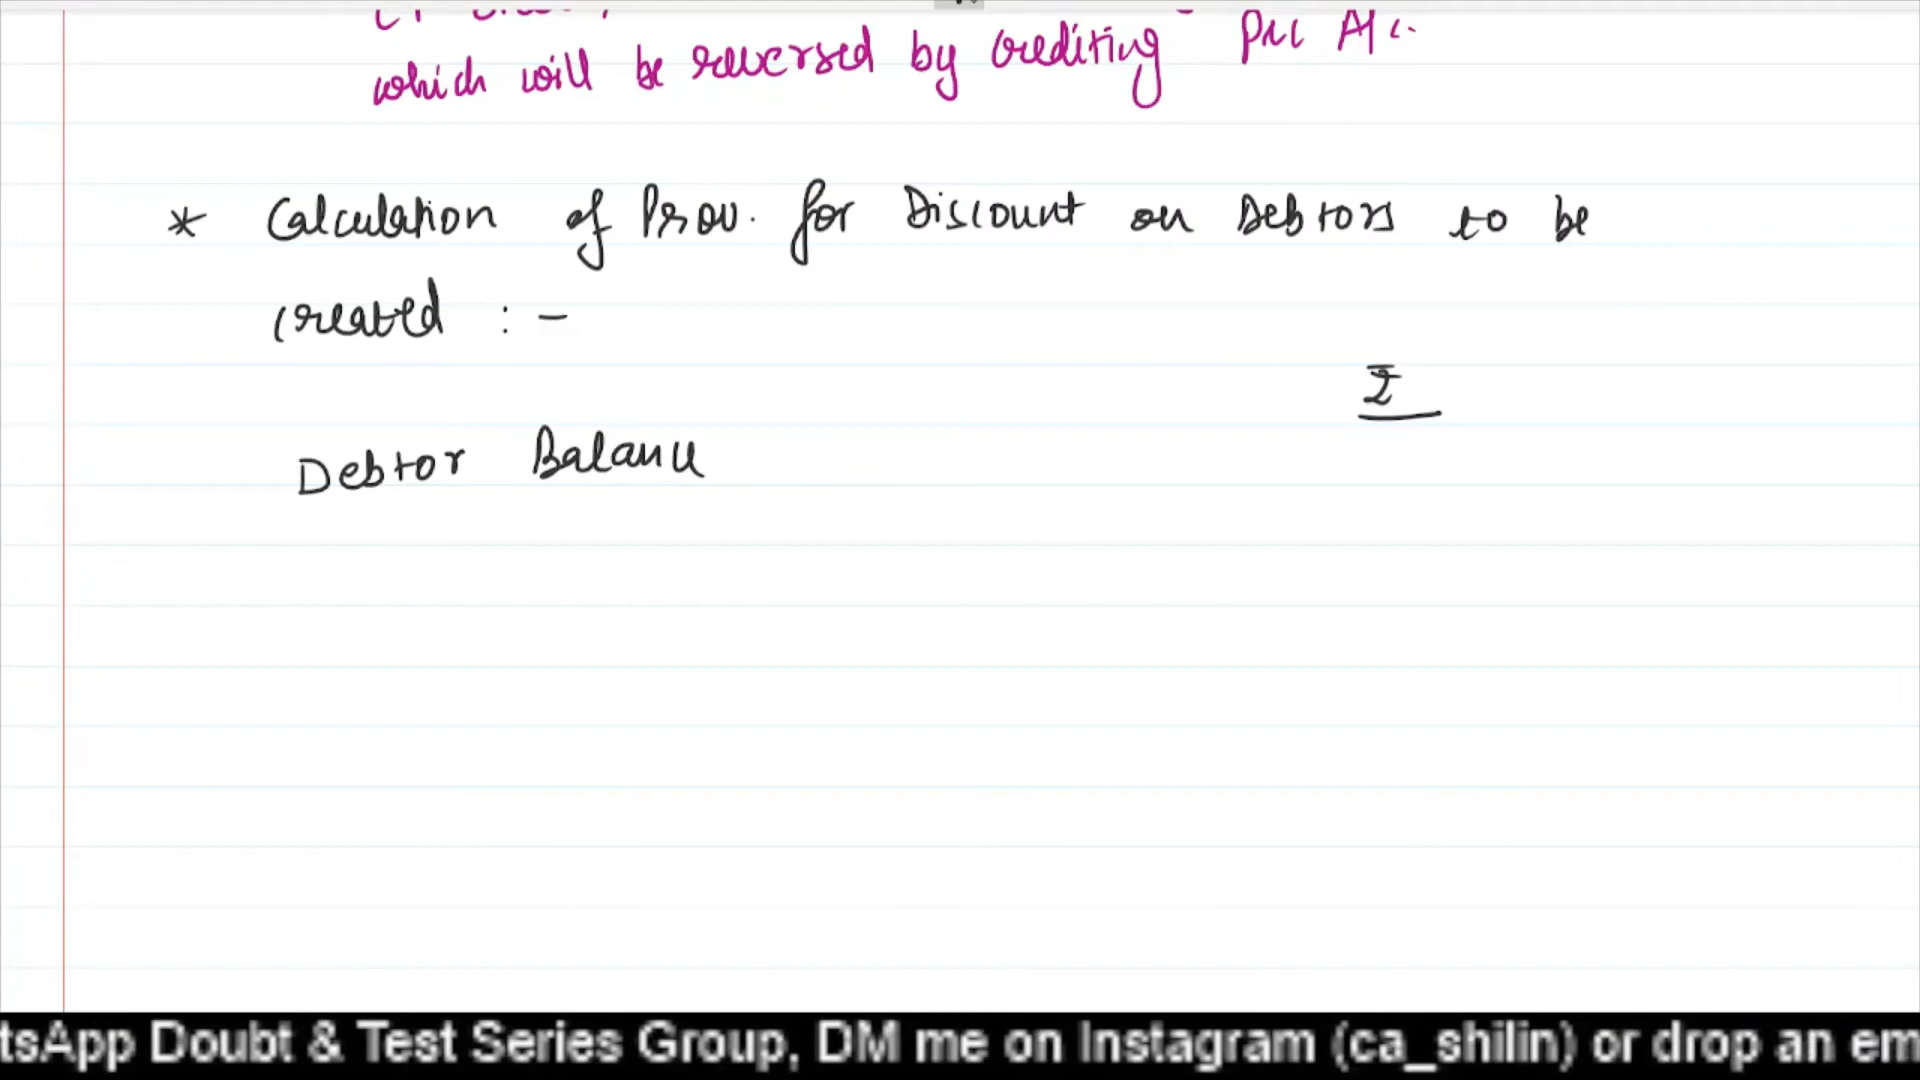 which will be reversed by crediting P&L A/c.
* Calculation of Prov. for Discount on Debtors to be
created : -
₹
Debtor Balance
tsApp Doubt & Test Series Group, DM me on Instagram (ca_shilin) or drop an em